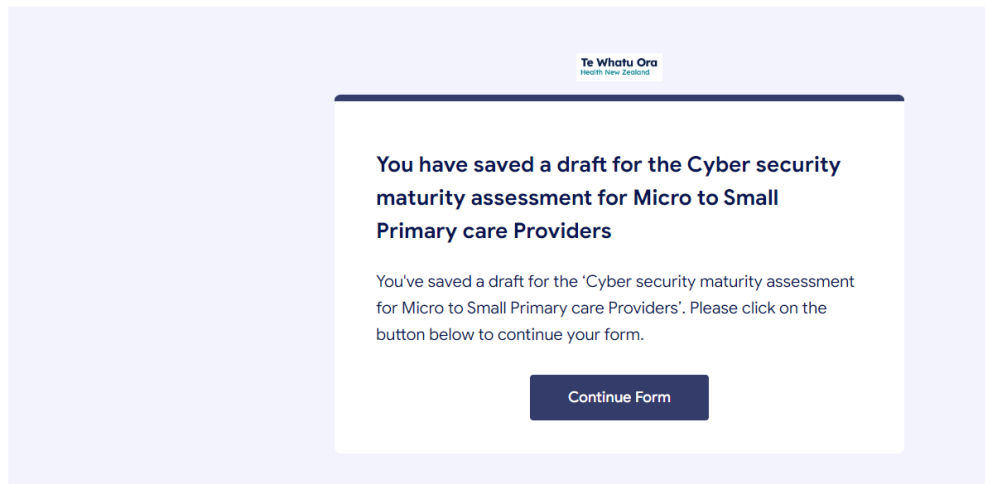 Te Whatu Ora
Health New Zealand
You have saved a draft for the Cyber security
maturity assessment for Micro to Small
Primary care Providers
You've saved a draft for the ‘Cyber security maturity assessment
for Micro to Small Primary care Providers’. Please click on the
button below to continue your form.
Continue Form